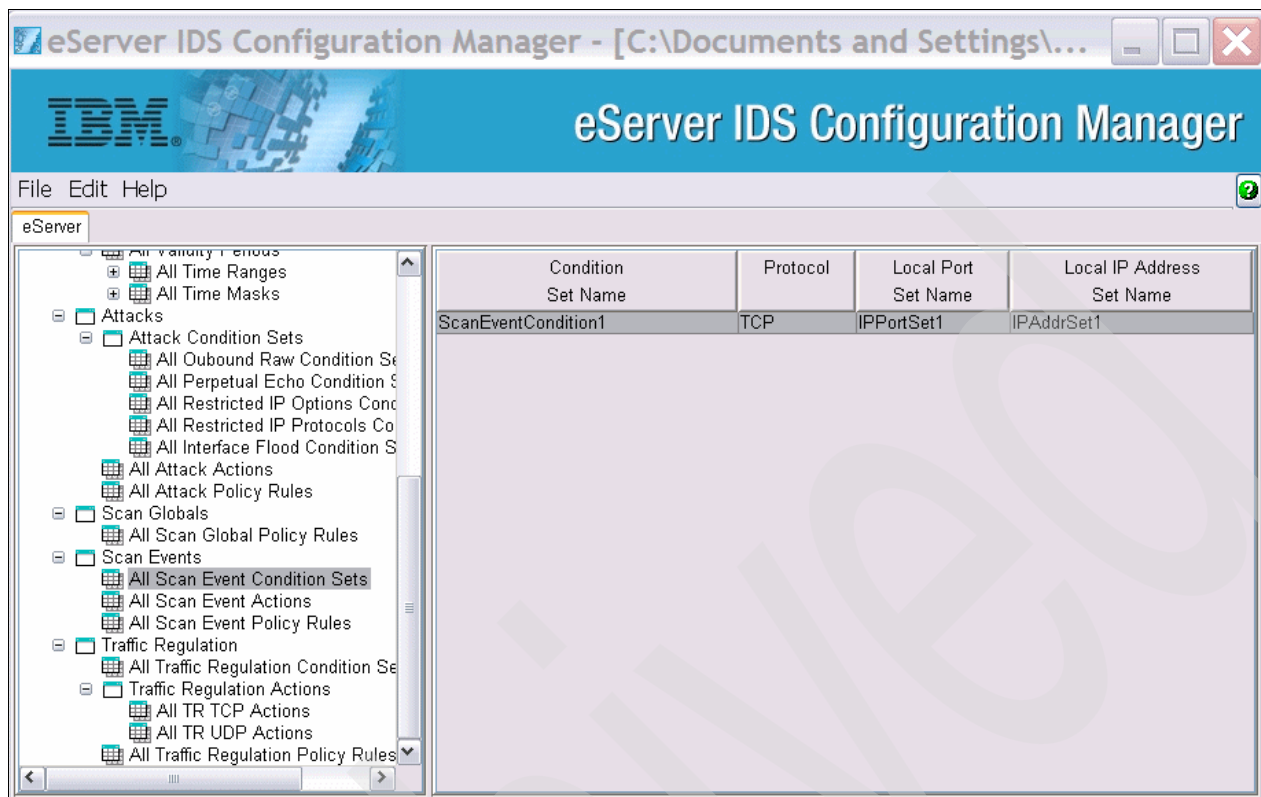 eServer IDS Configuration Manager - [C:\Documents and Settings\...
IBM®
eServer IDS Configuration Manager
File Edit Help
eServer
All Validity Periods
All Time Ranges
All Time Masks
Attacks
Attack Condition Sets
All Oubound Raw Condition Se
All Perpetual Echo Condition S
All Restricted IP Options Conc
All Restricted IP Protocols Co
All Interface Flood Condition S
All Attack Actions
All Attack Policy Rules
Scan Globals
All Scan Global Policy Rules
Scan Events
All Scan Event Condition Sets
All Scan Event Actions
All Scan Event Policy Rules
Traffic Regulation
All Traffic Regulation Condition Se
Traffic Regulation Actions
All TR TCP Actions
All TR UDP Actions
All Traffic Regulation Policy Rules
Condition Set Name Protocol Local Port Set Name Local IP Address Set Name
ScanEventCondition1 TCP IPPortSet1 IPAddrSet1